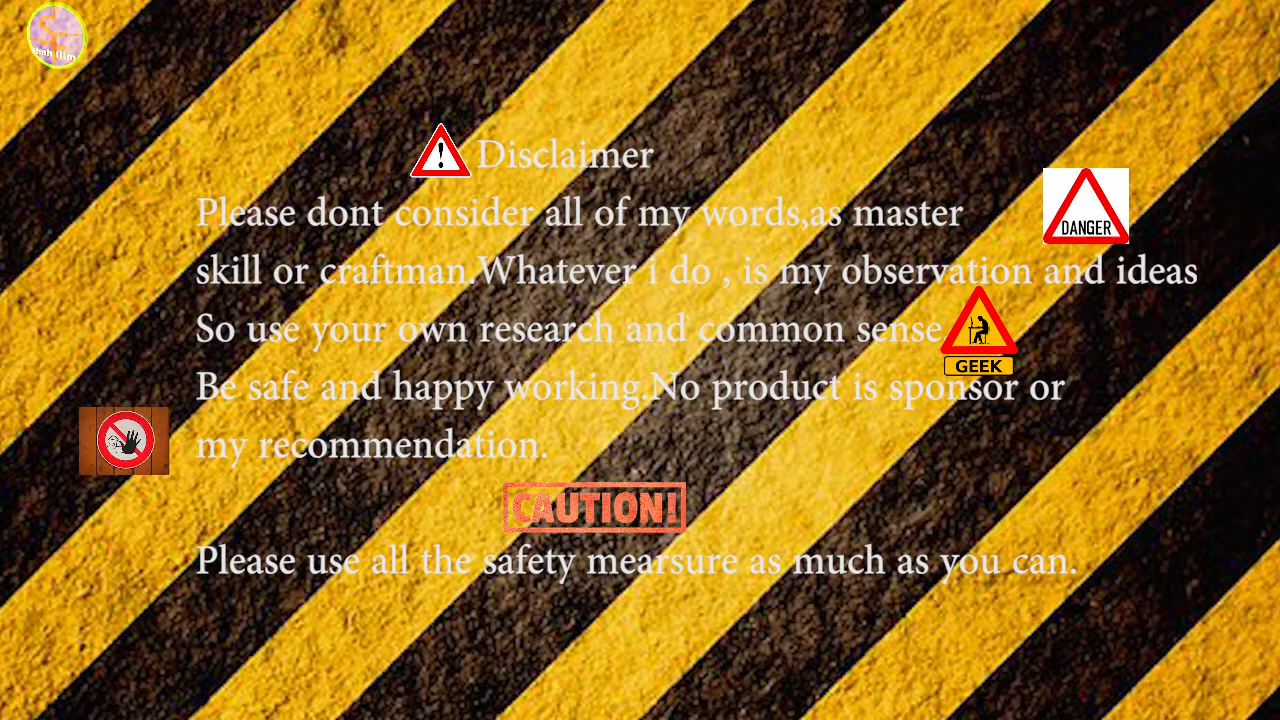 shah film
Disclaimer
Please dont consider all of my words,as master
DANGER
skill or craftman.Whatever i do , is my observation and ideas
So use your own research and common sense
GEEK
Be safe and happy working.No product is sponsor or
my recommendation.
CAUTION!
Please use all the safety mearsure as much as you can.